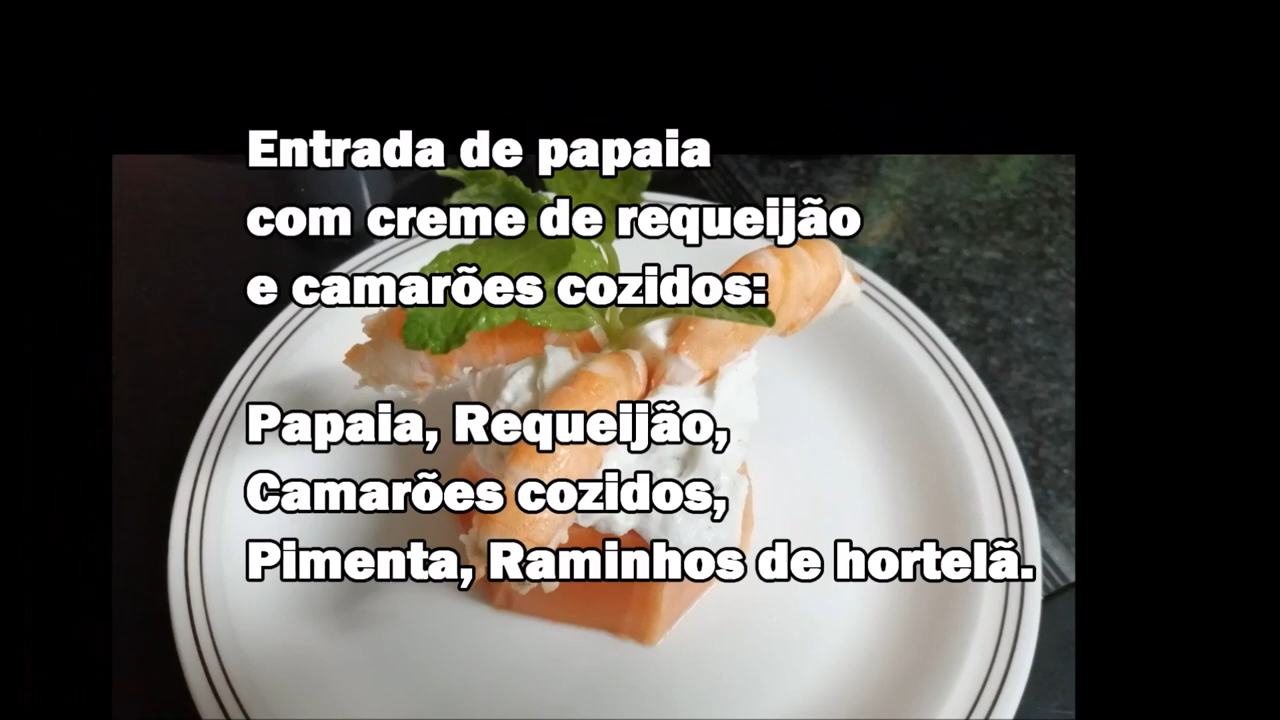 Entrada de papaia
com creme de requeijão
e camarões cozidos:
Papaia, Requeijão,
Camarões cozidos,
Pimenta, Raminhos de hortelã.